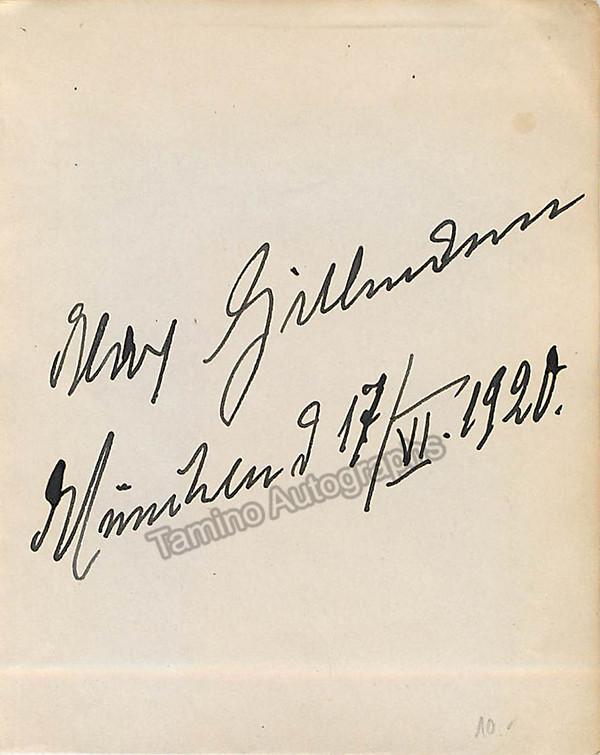 Max Gillmann
München d 17/VI. 1920.
Tamino Autographs
10.-